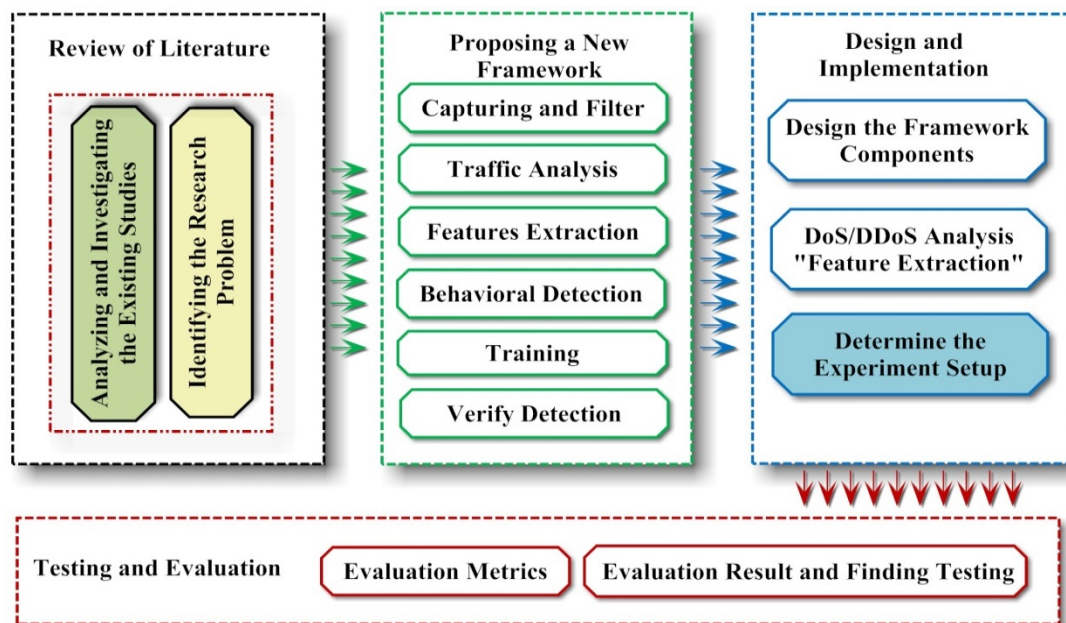 Review of Literature
Analyzing and Investigating
the Existing Studies
Identifying the Research
Problem
Proposing a New
Framework
Capturing and Filter
Traffic Analysis
Features Extraction
Behavioral Detection
Training
Verify Detection
Design and
Implementation
Design the Framework
Components
DoS/DDoS Analysis
"Feature Extraction"
Determine the
Experiment Setup
Testing and Evaluation
Evaluation Metrics
Evaluation Result and Finding Testing